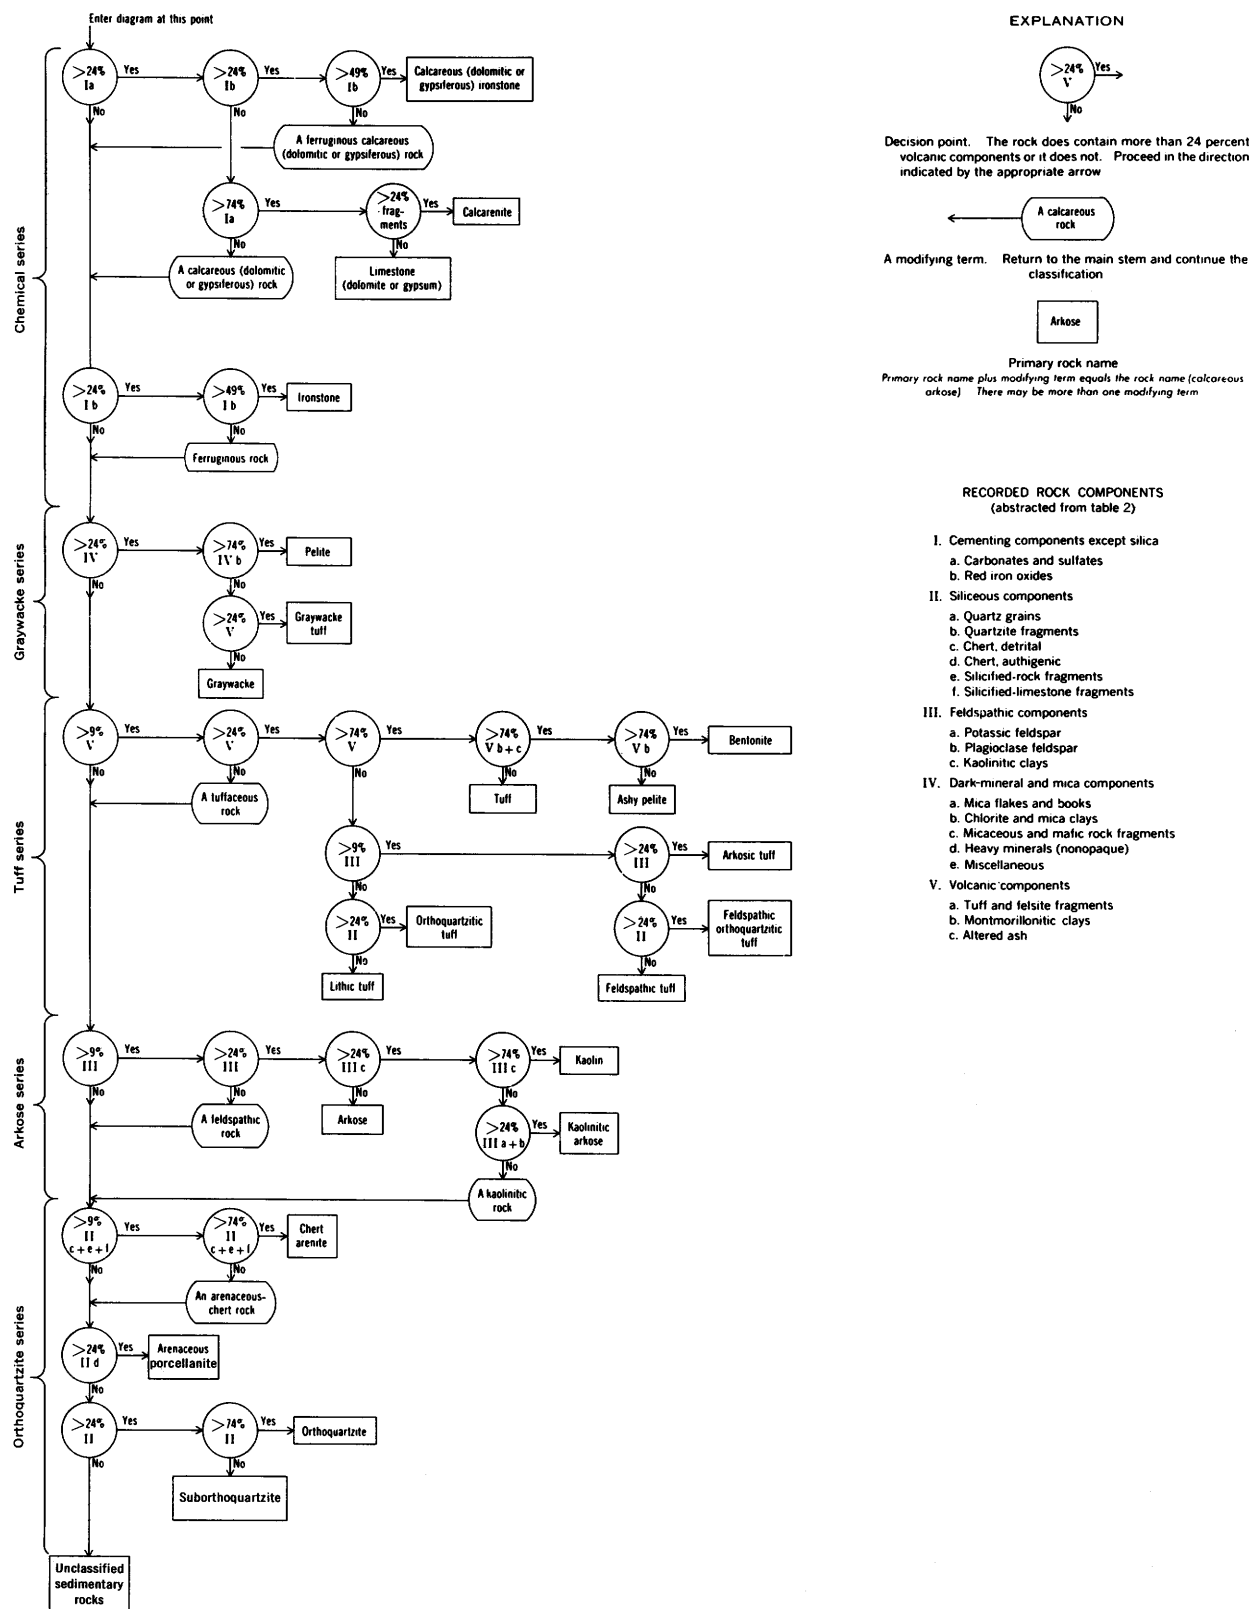 Enter diagram at this point
Chemical series
>24%
Ia
Yes
No
>24%
Ib
Yes
No
>49%
Ib
Yes
No
Calcareous (dolomitic or
gypsiferous) ironstone
A ferruginous calcareous
(dolomitic or gypsiferous) rock
>74%
Ia
Yes
No
>24%
frag-
ments
Yes
No
Calcarenite
A calcareous (dolomitic
or gypsiferous) rock
Limestone
(dolomite or gypsum)
>24%
I b
Yes
No
>49%
I b
Yes
No
Ironstone
Ferruginous rock
Graywacke series
>24%
IV
Yes
No
>74%
IV b
Yes
No
Pelite
>24%
V
Yes
No
Graywacke
tuff
Graywacke
Tuff series
>9%
V
Yes
No
>24%
V
Yes
No
>74%
V
Yes
No
>74%
V b + c
Yes
No
>74%
V b
Yes
No
Bentonite
A tuffaceous
rock
Tuff
Ashy pelite
>9%
III
Yes
No
>24%
III
Yes
No
Arkosic tuff
>24%
II
Yes
No
Orthoquartzitic
tuff
>24%
II
Yes
No
Feldspathic
orthoquartzitic
tuff
Lithic tuff
Feldspathic tuff
Arkose series
>9%
III
Yes
No
>24%
III
Yes
No
>24%
III c
Yes
No
>74%
III c
Yes
No
Kaolin
A feldspathic
rock
Arkose
>24%
III a + b
Yes
No
Kaolinitic
arkose
A kaolinitic
rock
Orthoquartzite series
>9%
II
c + e + f
Yes
No
>74%
II
c + e + f
Yes
No
Chert
arenite
An arenaceous-
chert rock
>24%
II d
Yes
No
Arenaceous
porcellanite
>24%
II
Yes
No
>74%
II
Yes
No
Orthoquartzite
Suborthoquartzite
Unclassified
sedimentary
rocks
EXPLANATION
>24%
V
Yes
No
Decision point. The rock does contain more than 24 percent
volcanic components or it does not. Proceed in the direction
indicated by the appropriate arrow
A calcareous
rock
A modifying term. Return to the main stem and continue the
classification
Arkose
Primary rock name
Primary rock name plus modifying term equals the rock name (calcareous
arkose) There may be more than one modifying term
RECORDED ROCK COMPONENTS
(abstracted from table 2)
I. Cementing components except silica
a. Carbonates and sulfates
b. Red iron oxides
II. Siliceous components
a. Quartz grains
b. Quartzite fragments
c. Chert, detrital
d. Chert, authigenic
e. Silicified-rock fragments
f. Silicified-limestone fragments
III. Feldspathic components
a. Potassic feldspar
b. Plagioclase feldspar
c. Kaolinitic clays
IV. Dark-mineral and mica components
a. Mica flakes and books
b. Chlorite and mica clays
c. Micaceous and mafic rock fragments
d. Heavy minerals (nonopaque)
e. Miscellaneous
V. Volcanic components
a. Tuff and felsite fragments
b. Montmorillonitic clays
c. Altered ash